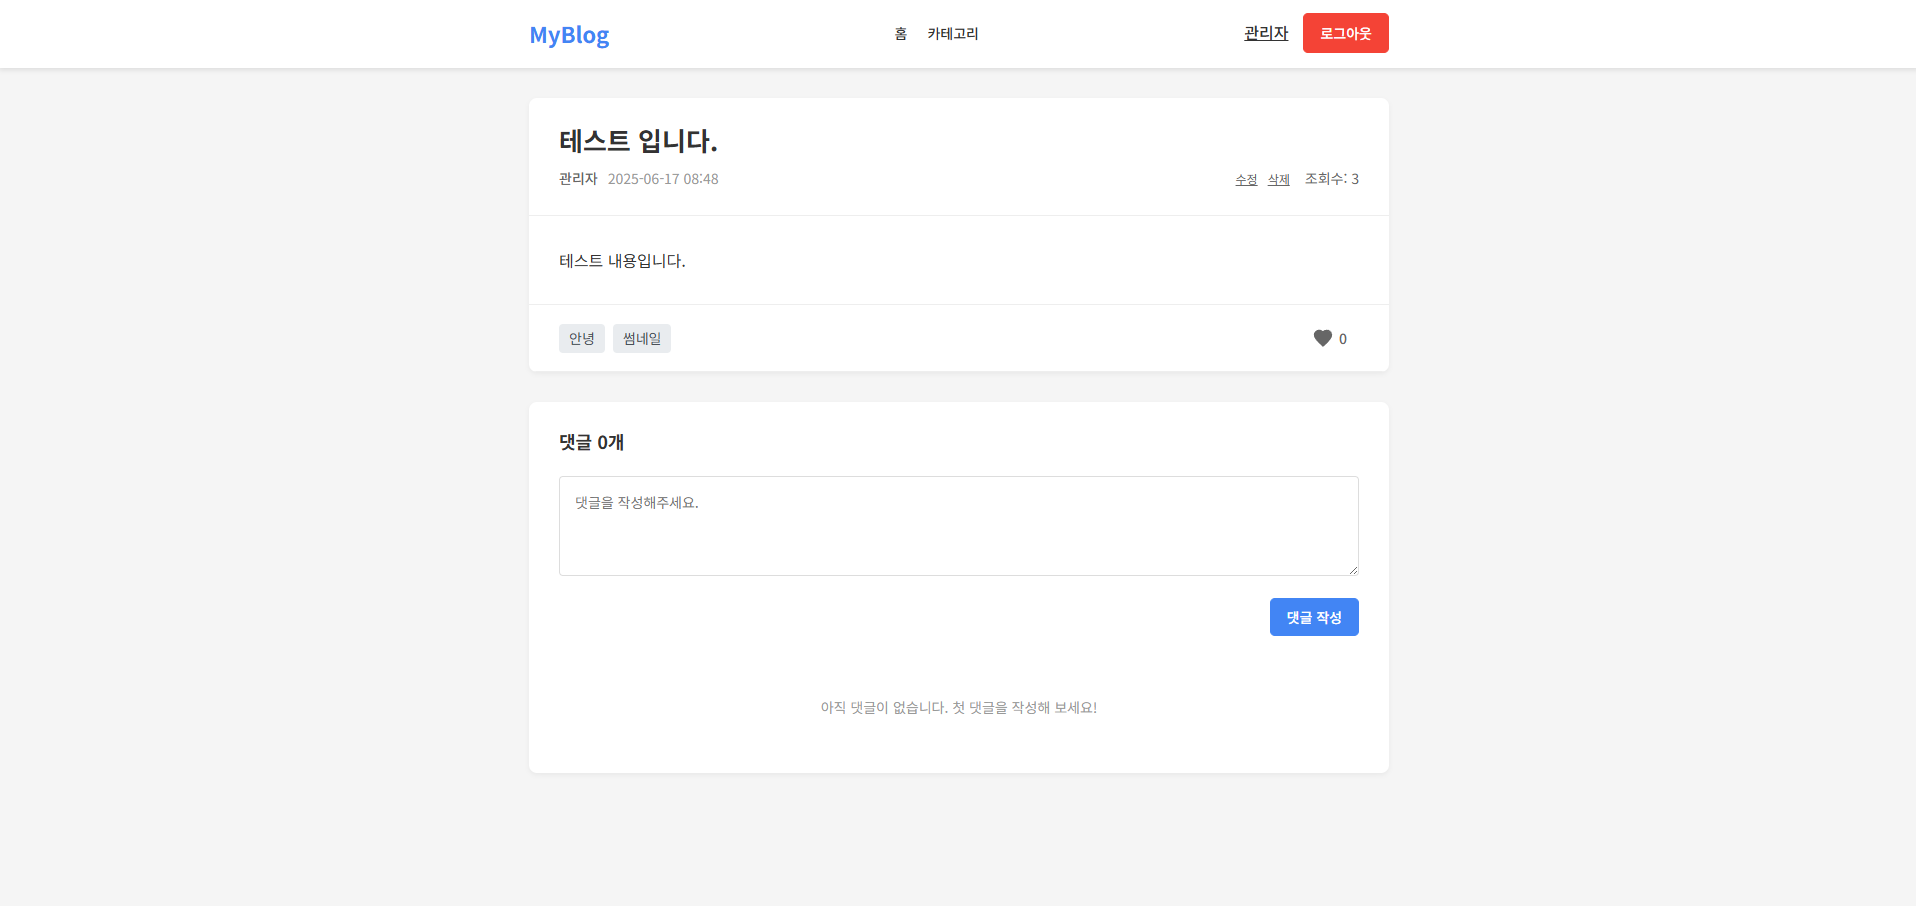 MyBlog 홈 카테고리 관리자 로그아웃
테스트 입니다.
관리자 2025-06-17 08:48 수정 삭제 조회수: 3
테스트 내용입니다.
안녕 썸네일 0
댓글 0개
댓글을 작성해주세요.
댓글 작성
아직 댓글이 없습니다. 첫 댓글을 작성해 보세요!